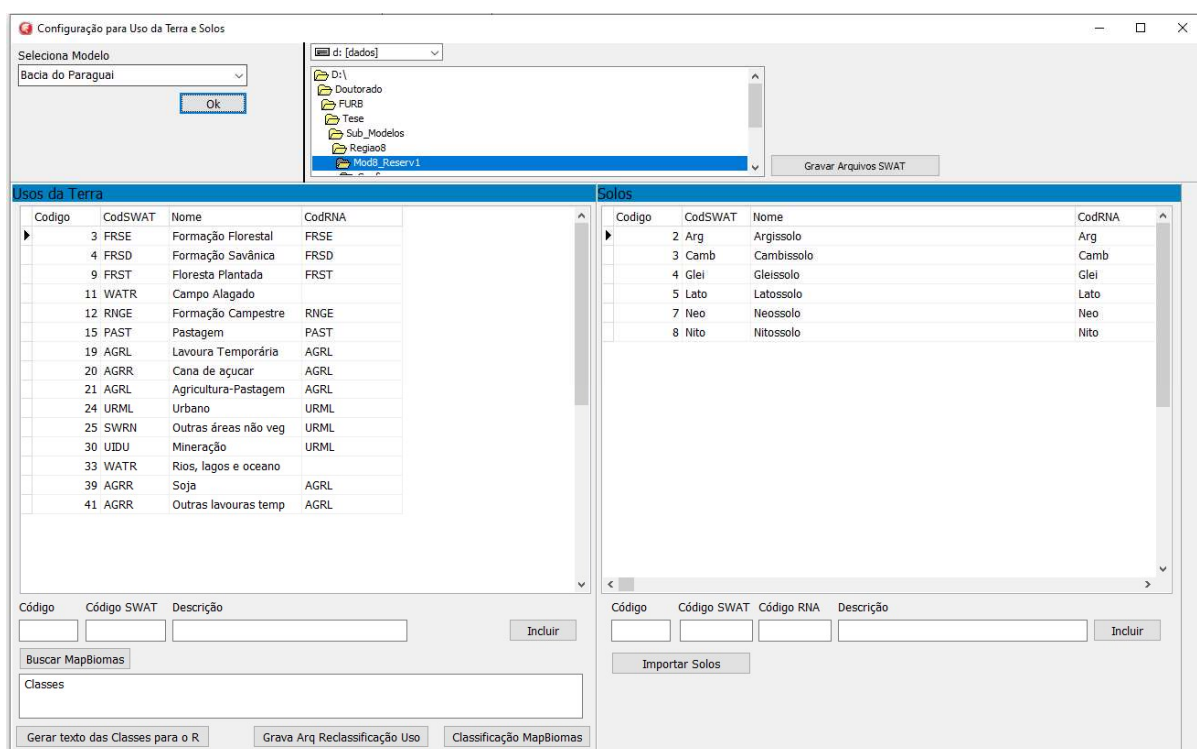 Configuração para Uso da Terra e Solos
Seleciona Modelo
Bacia do Paraguai
Ok
d: [dados]
D:\
Doutorado
FURB
Tese
Sub_Modelos
Regiao8
Mod8_Reserv1
Gravar Arquivos SWAT
Usos da Terra
Codigo CodSWAT Nome CodRNA
3 FRSE Formação Florestal FRSE
4 FRSD Formação Savânica FRSD
9 FRST Floresta Plantada FRST
11 WATR Campo Alagado
12 RNGE Formação Campestre RNGE
15 PAST Pastagem PAST
19 AGRL Lavoura Temporária AGRL
20 AGRR Cana de açucar AGRL
21 AGRL Agricultura-Pastagem AGRL
24 URML Urbano URML
25 SWRN Outras áreas não veg URML
30 UIDU Mineração URML
33 WATR Rios, lagos e oceano
39 AGRR Soja AGRL
41 AGRR Outras lavouras temp AGRL
Código Código SWAT Descrição
Incluir
Buscar MapBiomas
Classes
Gerar texto das Classes para o R Grava Arq Reclassificação Uso Classificação MapBiomas
Solos
Codigo CodSWAT Nome CodRNA
2 Arg Argissolo Arg
3 Camb Cambissolo Camb
4 Glei Gleissolo Glei
5 Lato Latossolo Lato
7 Neo Neossolo Neo
8 Nito Nitossolo Nito
Código Código SWAT Código RNA Descrição
Incluir
Importar Solos